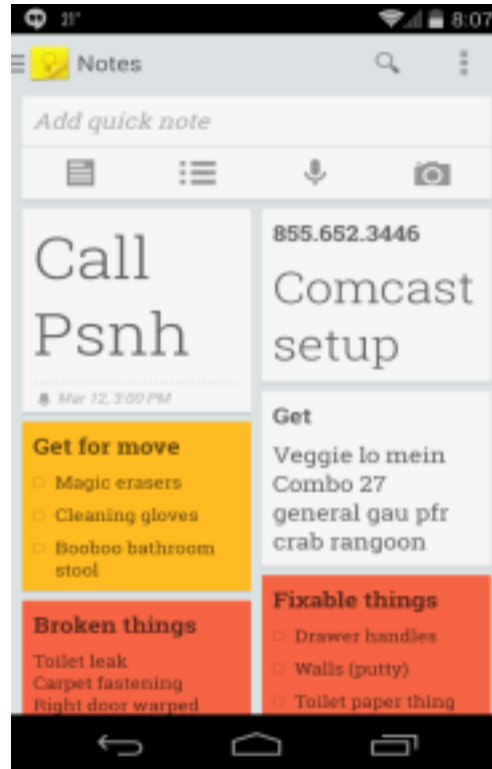 21°
8:07
Notes
Add quick note
Call
Psnh
Mar 12, 3:00 PM
Get for move
Magic erasers
Cleaning gloves
Booboo bathroom
stool
Broken things
Toilet leak
Carpet fastening
Right door warped
855.652.3446
Comcast
setup
Get
Veggie lo mein
Combo 27
general gau pfr
crab rangoon
Fixable things
Drawer handles
Walls (putty)
Toilet paper thing